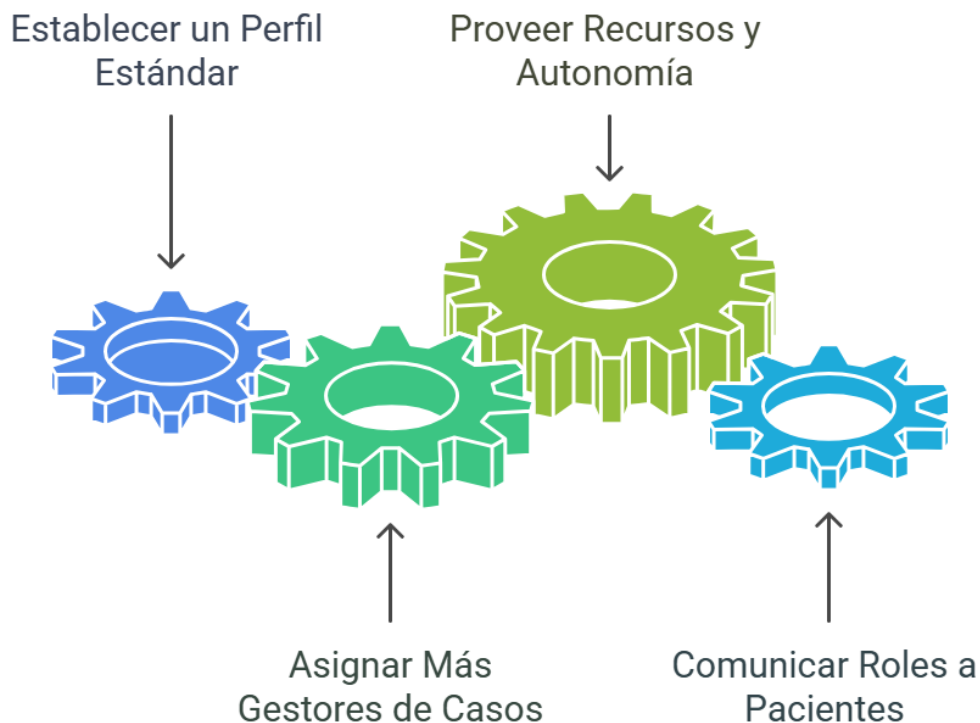 Establecer un Perfil
Estándar
Proveer Recursos y
Autonomía
Asignar Más
Gestores de Casos
Comunicar Roles a
Pacientes